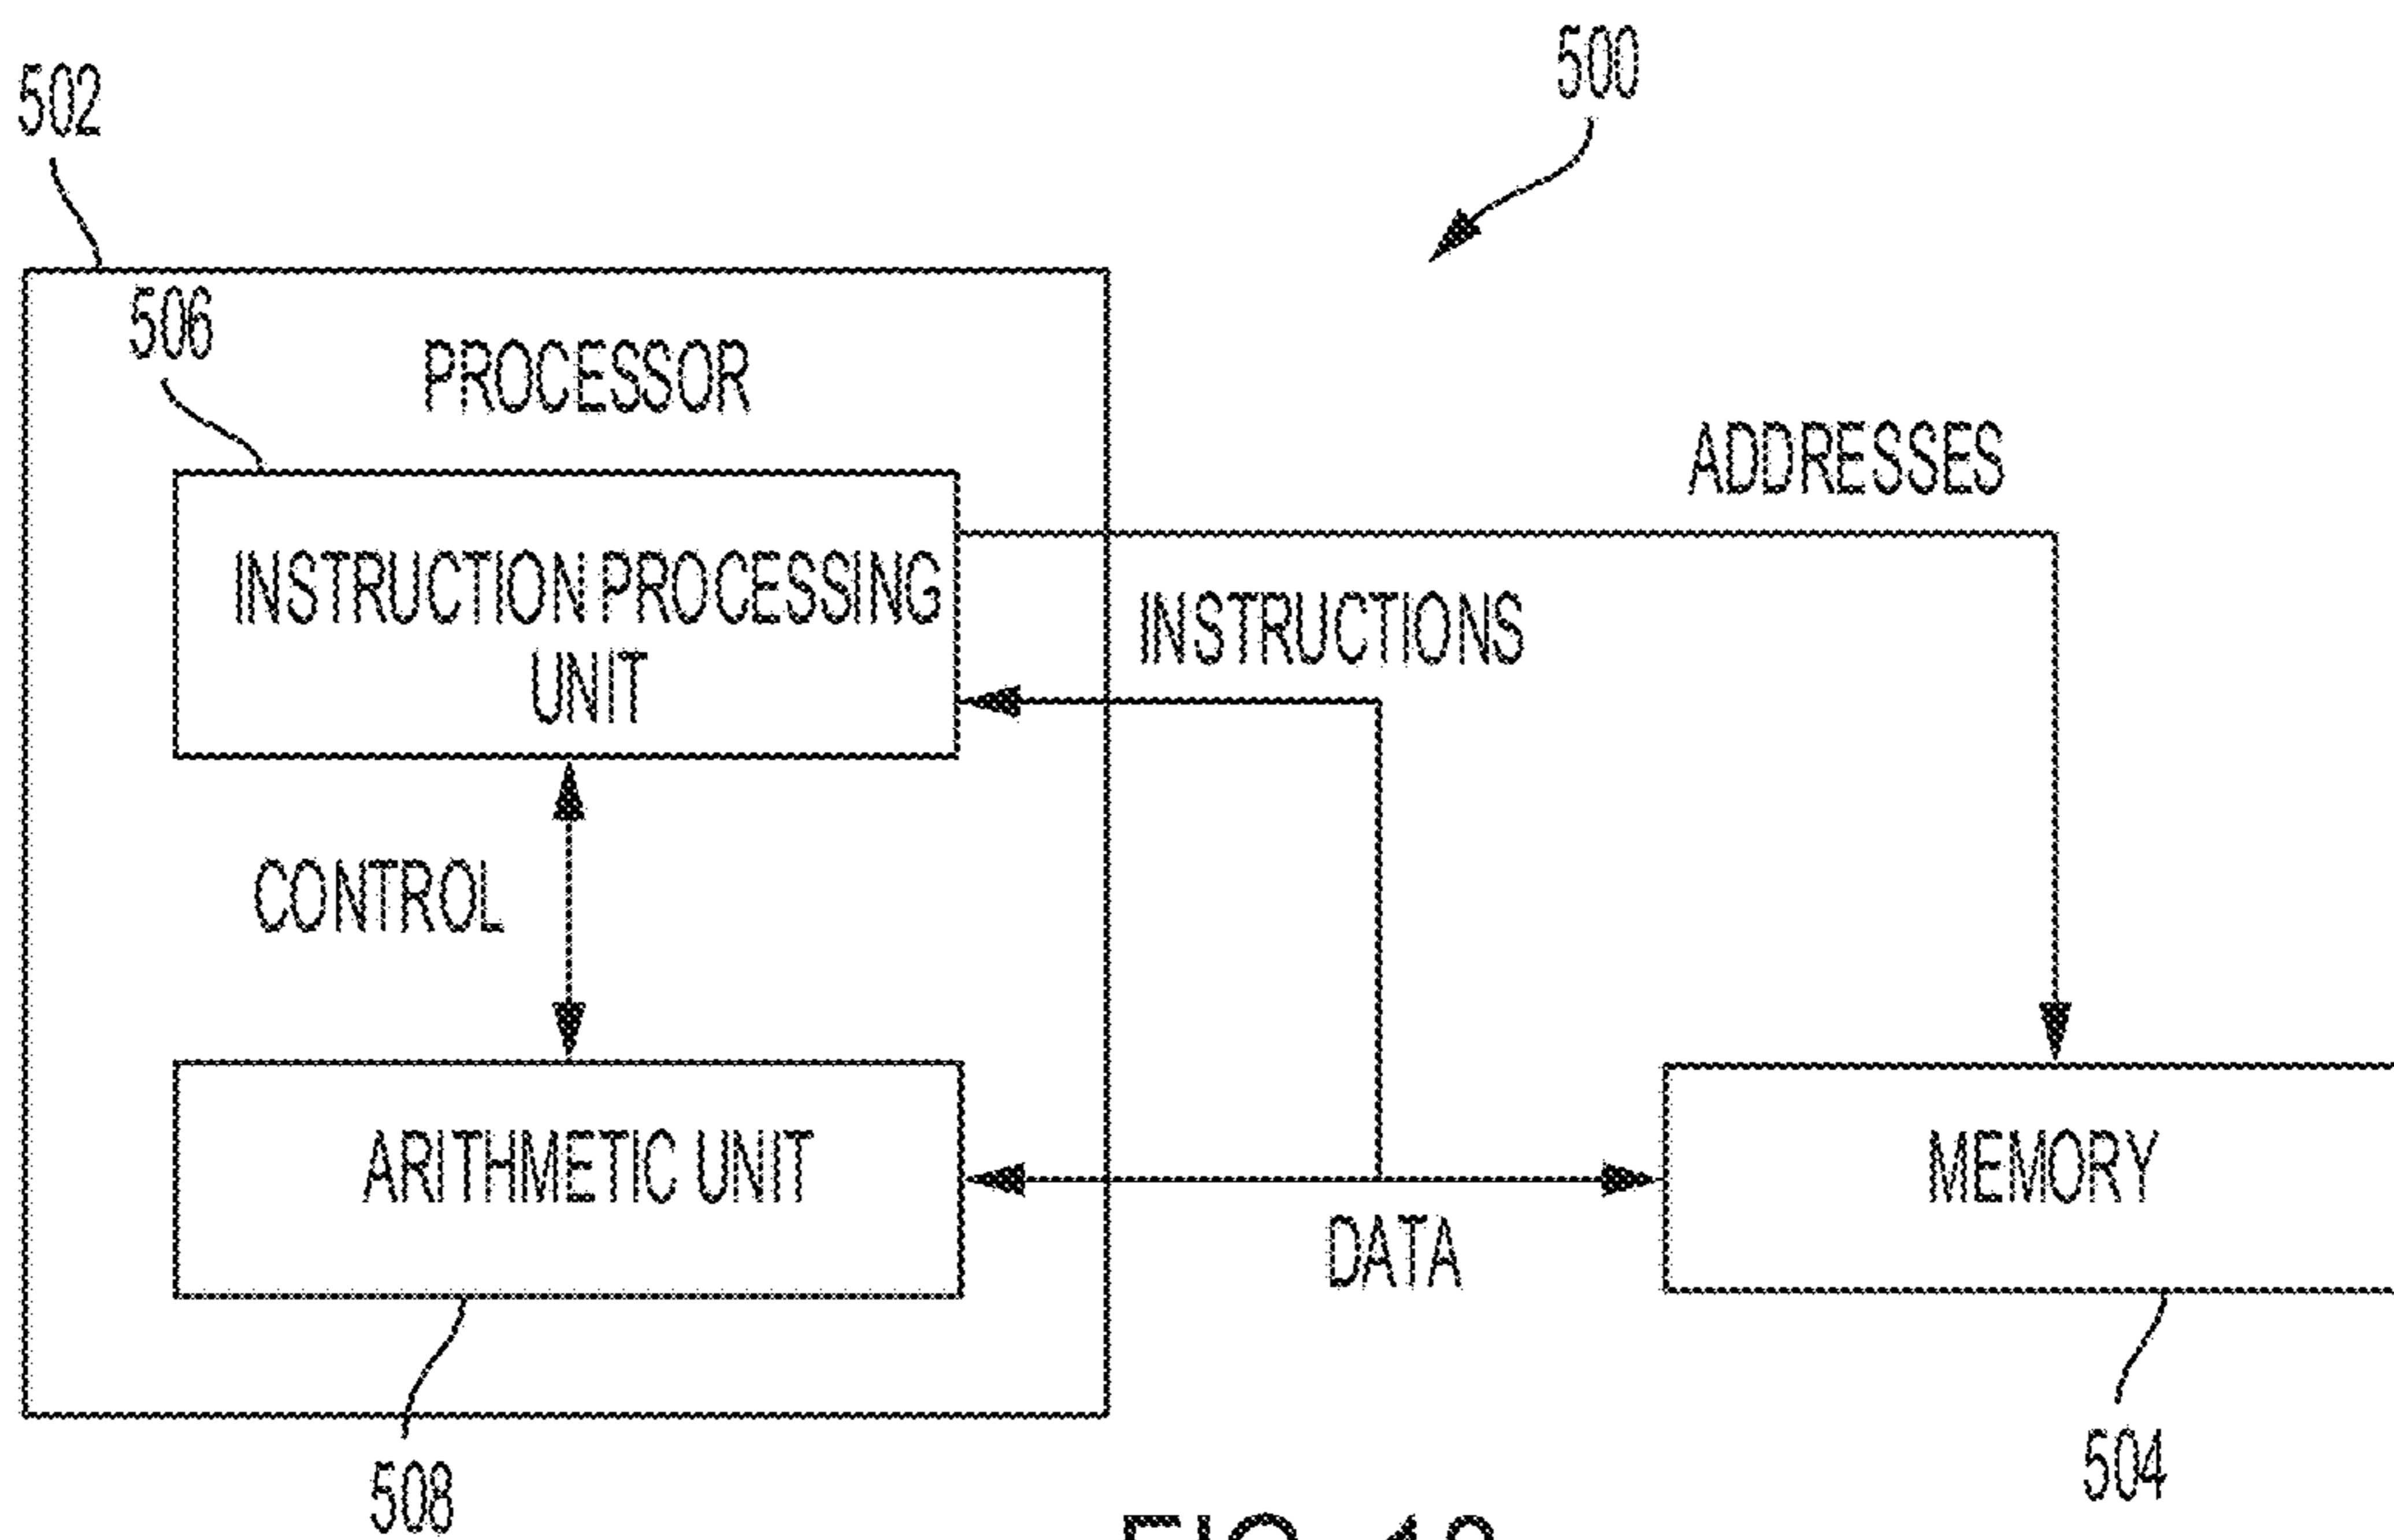 500
502
506
PROCESSOR
ADDRESSES
INSTRUCTION PROCESSING
UNIT
INSTRUCTIONS
CONTROL
ARITHMETIC UNIT
MEMORY
DATA
504
508